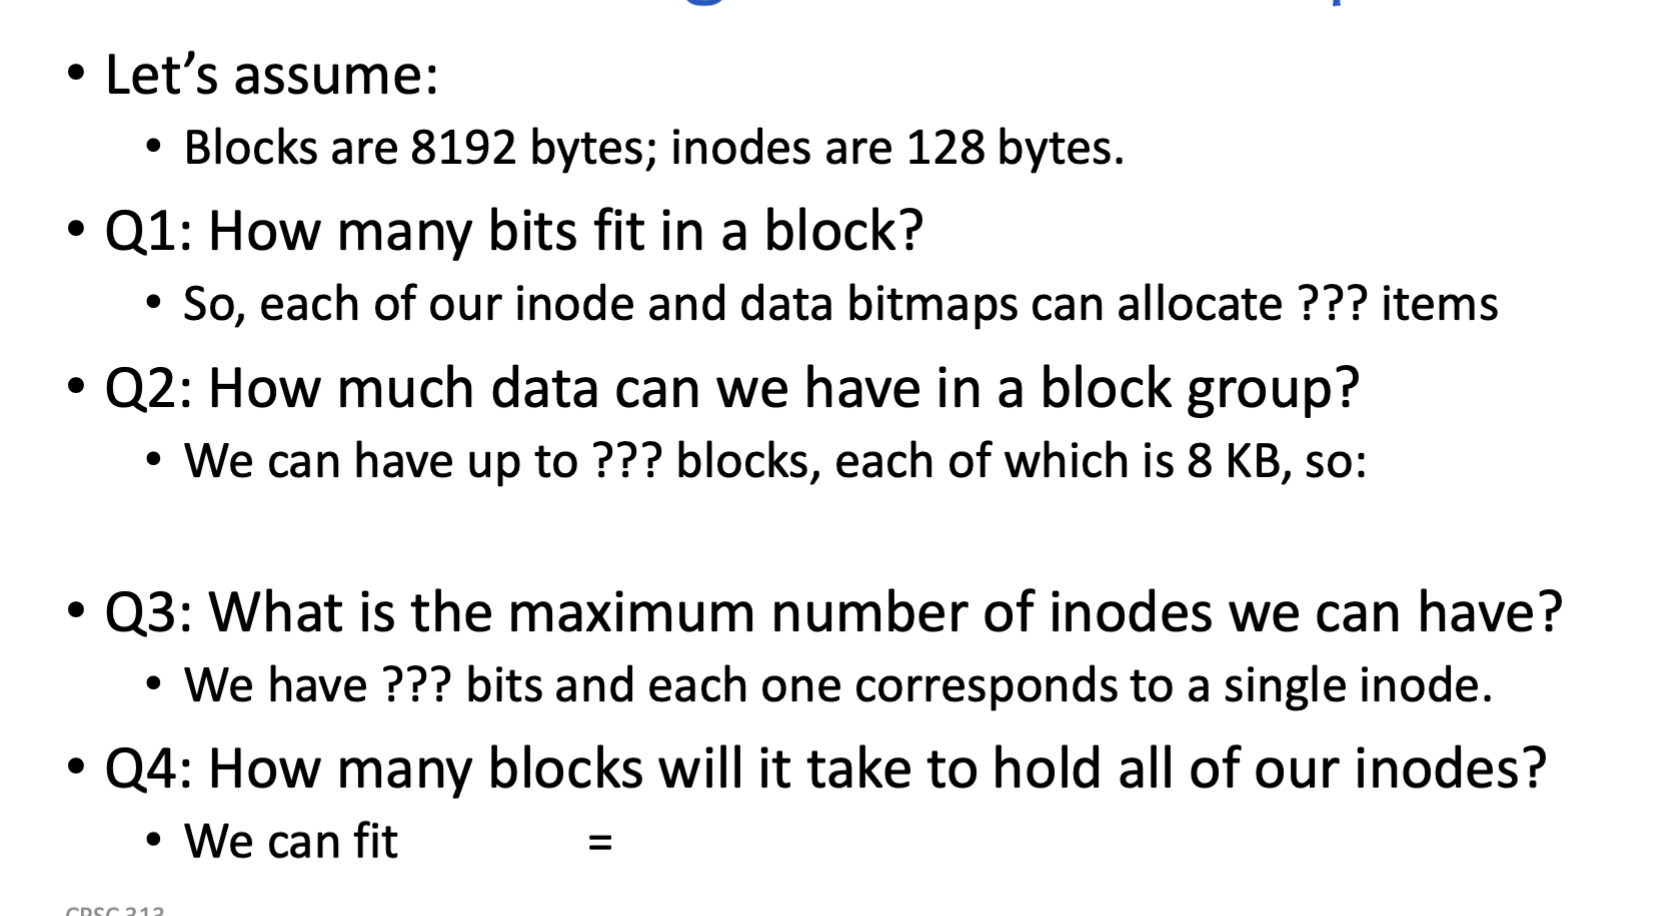 • Let’s assume:
• Blocks are 8192 bytes; inodes are 128 bytes.
• Q1: How many bits fit in a block?
• So, each of our inode and data bitmaps can allocate ??? items
• Q2: How much data can we have in a block group?
• We can have up to ??? blocks, each of which is 8 KB, so:
• Q3: What is the maximum number of inodes we can have?
• We have ??? bits and each one corresponds to a single inode.
• Q4: How many blocks will it take to hold all of our inodes?
• We can fit =
CPSC 313